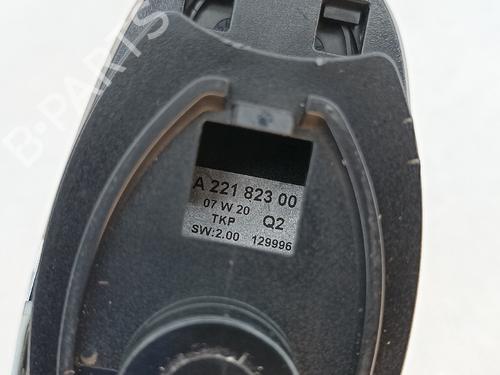 B-PARTS
A 221 823 00
07 W 20 Q2
TKP
SW:2.00 129996